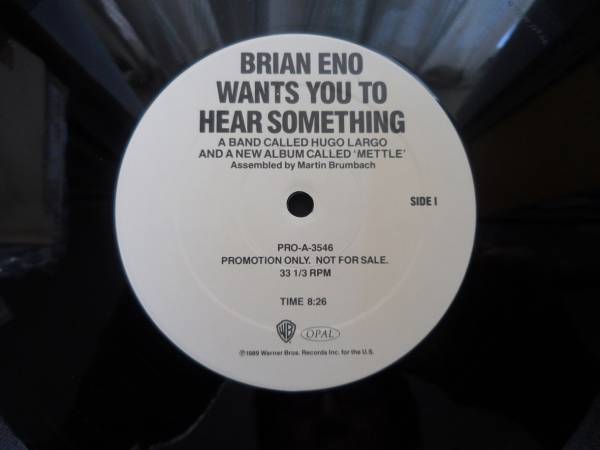 BRIAN ENO
WANTS YOU TO
HEAR SOMETHING
A BAND CALLED HUGO LARGO
AND A NEW ALBUM CALLED ‘METTLE’
Assembled by Martin Brumbach
SIDE I
PRO-A-3546
PROMOTION ONLY. NOT FOR SALE.
33 1/3 RPM
TIME 8:26
WB OPAL
℗1989 Warner Bros. Records Inc. for the U.S.